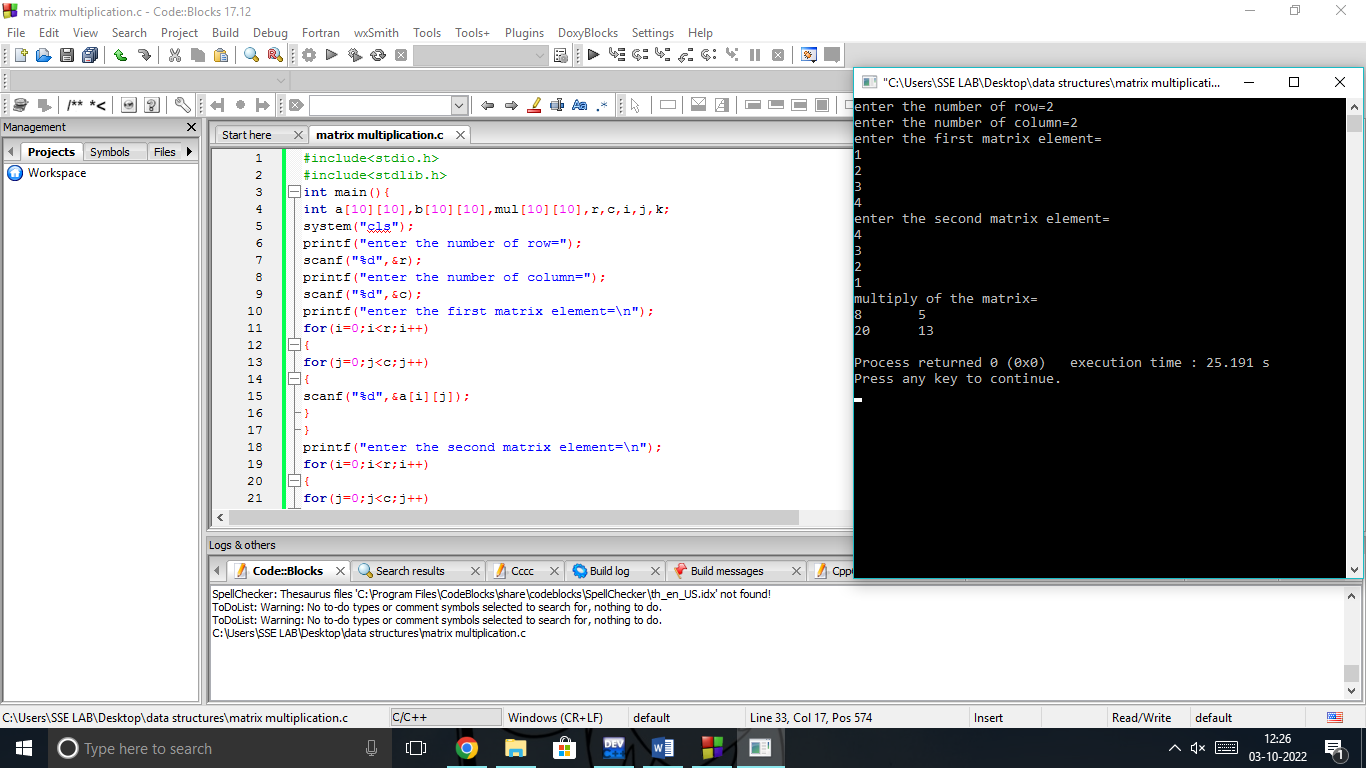 matrix multiplication.c - Code::Blocks 17.12
File Edit View Search Project Build Debug Fortran wxSmith Tools Tools+ Plugins DoxyBlocks Settings Help
/** *<
Aa .*
Management
Projects Symbols Files
Workspace
Start here matrix multiplication.c
1 #include<stdio.h>
2 #include<stdlib.h>
3 int main(){
4 int a[10][10],b[10][10],mul[10][10],r,c,i,j,k;
5 system("cls");
6 printf("enter the number of row=");
7 scanf("%d",&r);
8 printf("enter the number of column=");
9 scanf("%d",&c);
10 printf("enter the first matrix element=\n");
11 for(i=0;i<r;i++)
12 {
13 for(j=0;j<c;j++)
14 {
15 scanf("%d",&a[i][j]);
16 }
17 }
18 printf("enter the second matrix element=\n");
19 for(i=0;i<r;i++)
20 {
21 for(j=0;j<c;j++)
"C:\Users\SSE LAB\Desktop\data structures\matrix multiplicati...
enter the number of row=2
enter the number of column=2
enter the first matrix element=
1
2
3
4
enter the second matrix element=
4
3
2
1
multiply of the matrix=
8 5
20 13
Process returned 0 (0x0) execution time : 25.191 s
Press any key to continue.
Logs & others
Code::Blocks Search results Cccc Build log Build messages
SpellChecker: Thesaurus files 'C:\Program Files\CodeBlocks\share\codeblocks\SpellChecker\th_en_US.idx' not found!
ToDoList: Warning: No to-do types or comment symbols selected to search for, nothing to do.
ToDoList: Warning: No to-do types or comment symbols selected to search for, nothing to do.
C:\Users\SSE LAB\Desktop\data structures\matrix multiplication.c
C:\Users\SSE LAB\Desktop\data structures\matrix multiplication.c C/C++ Windows (CR+LF) default Line 33, Col 17, Pos 574 Insert Read/Write default
Type here to search
DEV
12:26
03-10-2022
1